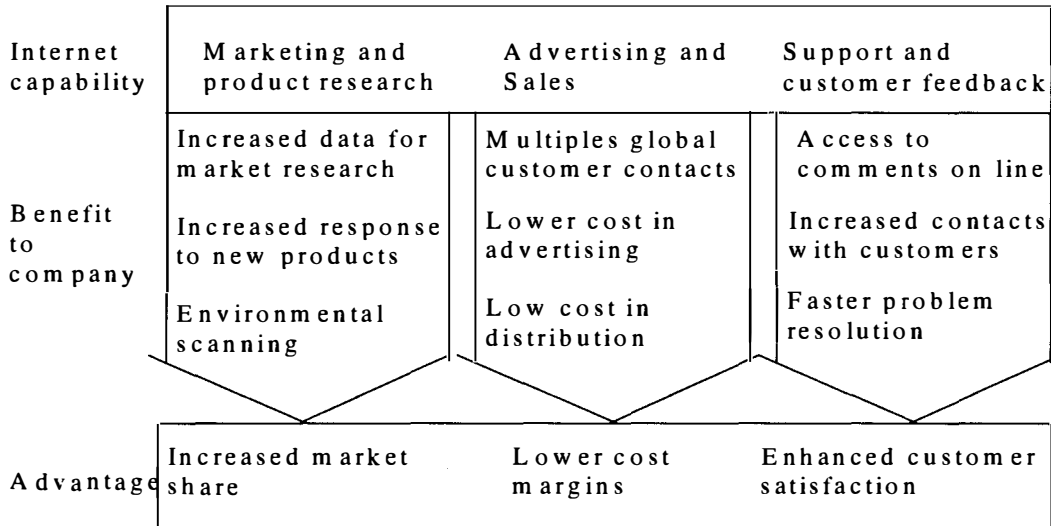 Internet
capability
Marketing and
product research
Advertising and
Sales
Support and
customer feedback
Benefit
to
company
Increased data for
market research
Increased response
to new products
Environmental
scanning
Multiples global
customer contacts
Lower cost in
advertising
Low cost in
distribution
Access to
comments on line
Increased contacts
with customers
Faster problem
resolution
Advantage
Increased market
share
Lower cost
margins
Enhanced customer
satisfaction